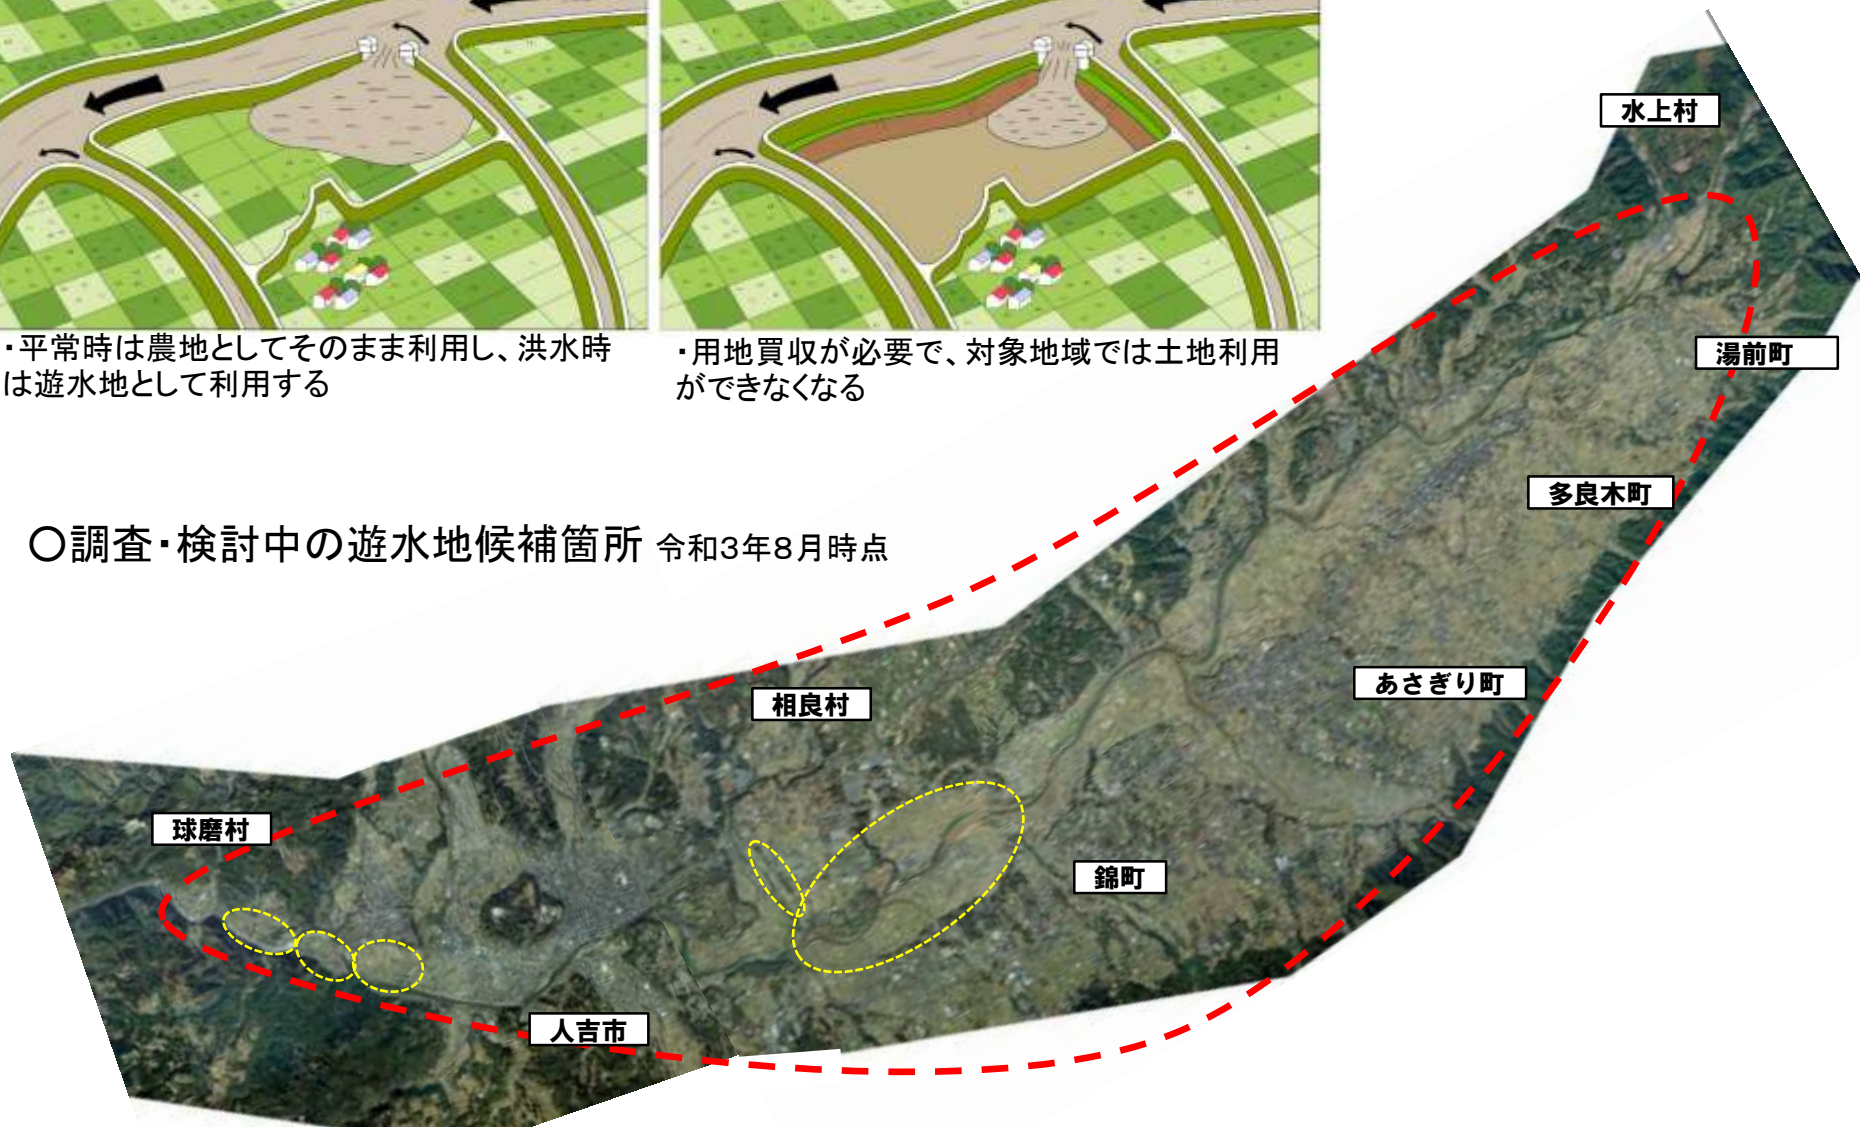 ・平常時は農地としてそのまま利用し、洪水時
は遊水地として利用する
・用地買収が必要で、対象地域では土地利用
ができなくなる
〇調査・検討中の遊水地候補箇所 令和3年8月時点
水上村
湯前町
多良木町
あさぎり町
相良村
球磨村
錦町
人吉市